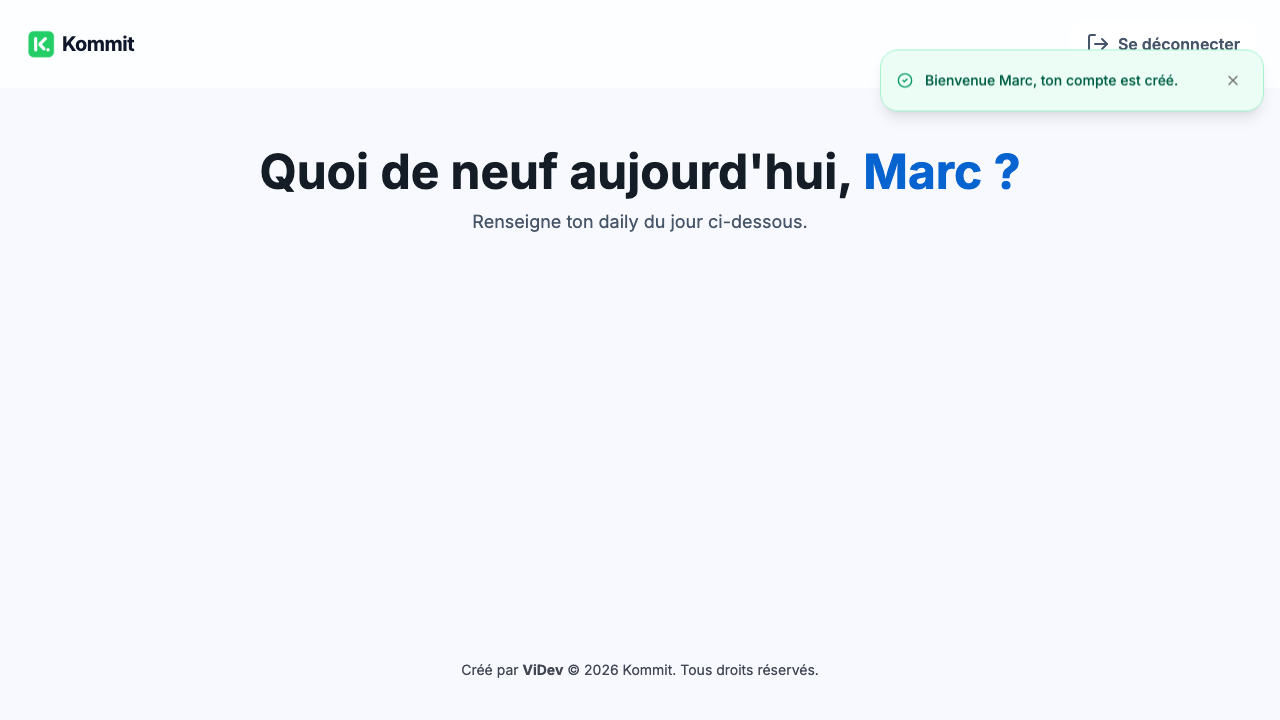 Kommit
Se déconnecter
Bienvenue Marc, ton compte est créé.
Quoi de neuf aujourd'hui, Marc ?
Renseigne ton daily du jour ci-dessous.
Créé par ViDev © 2026 Kommit. Tous droits réservés.